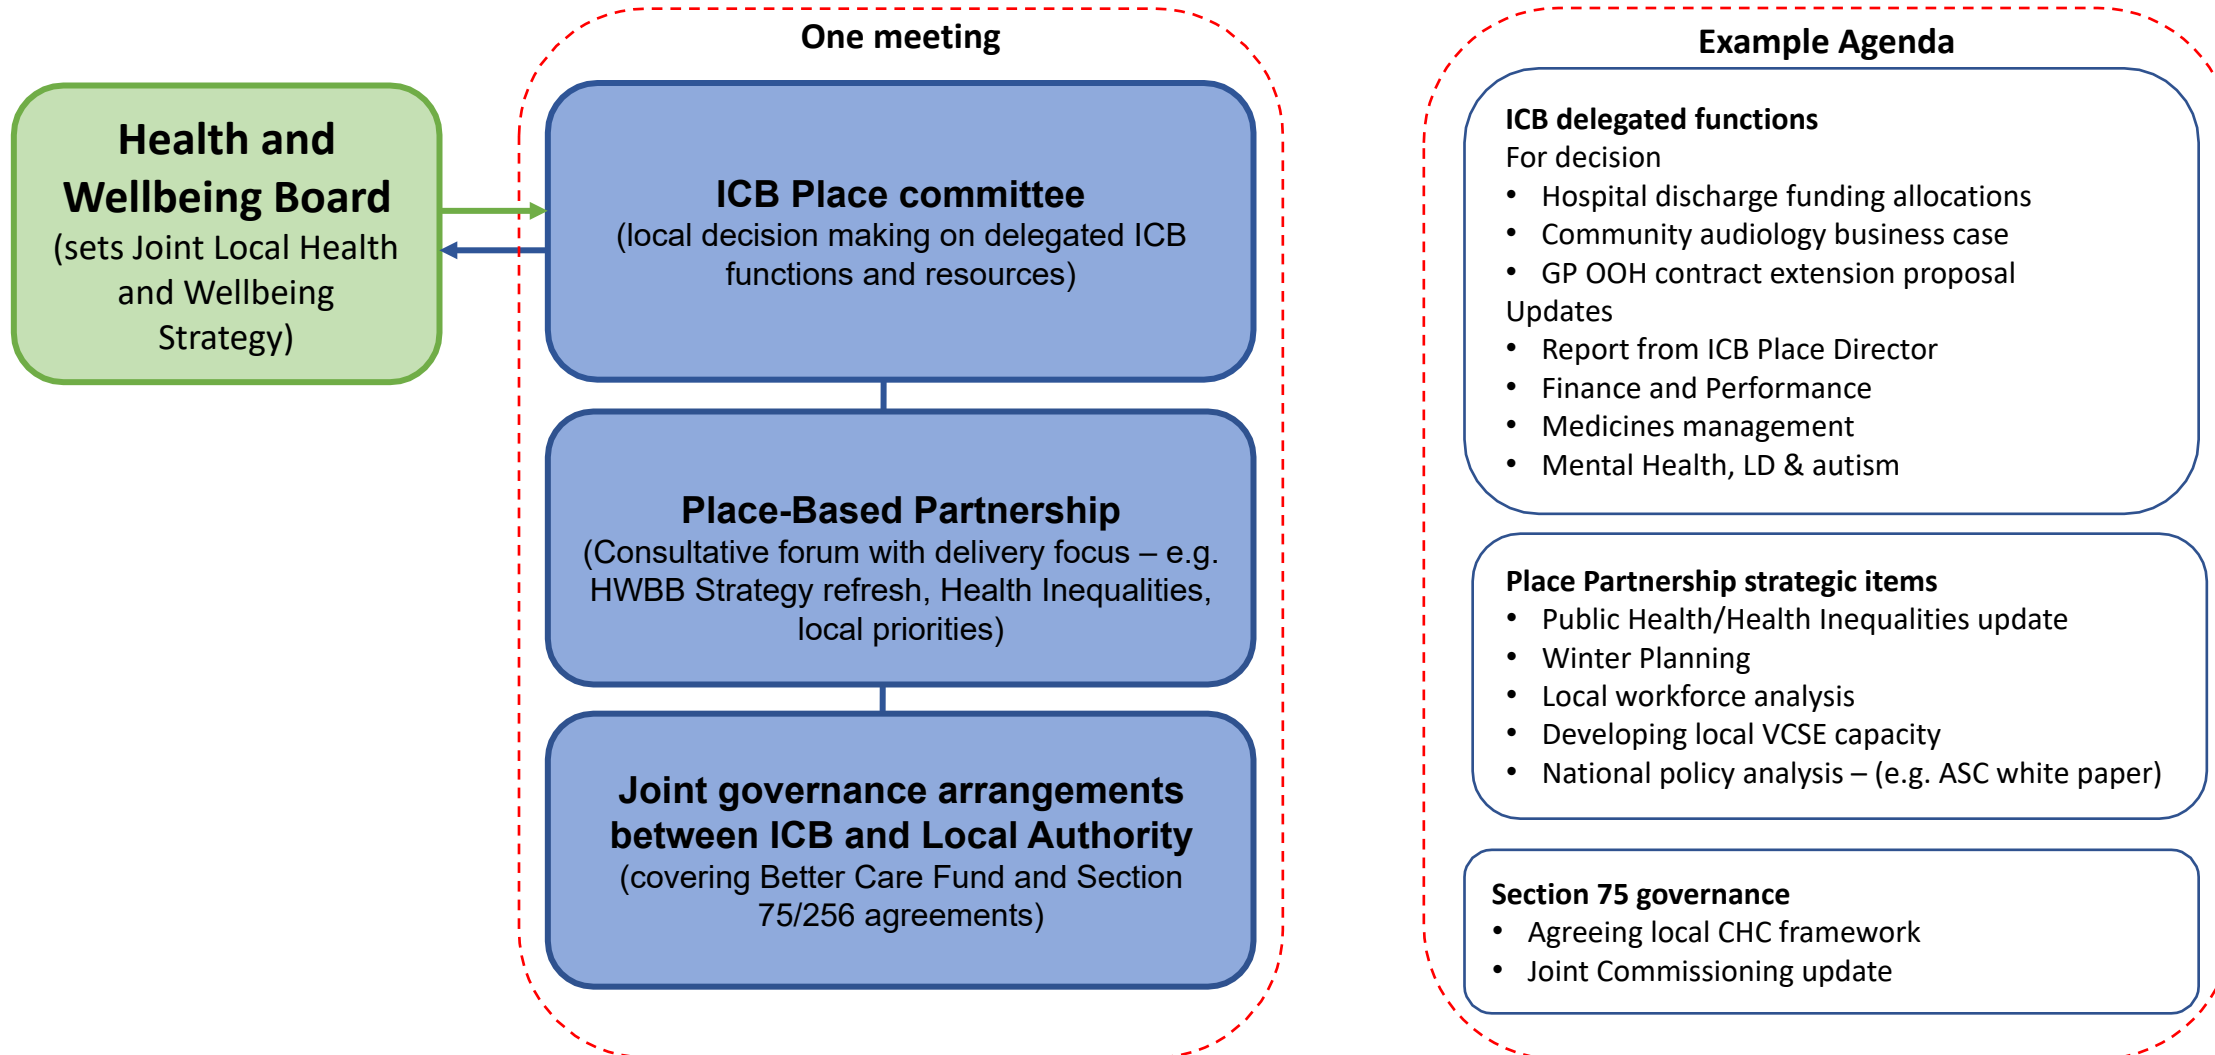 One meeting
Example Agenda
Health and
Wellbeing Board
(sets Joint Local Health
and Wellbeing
Strategy)
ICB Place committee
(local decision making on delegated ICB
functions and resources)
Place-Based Partnership
(Consultative forum with delivery focus – e.g.
HWBB Strategy refresh, Health Inequalities,
local priorities)
Joint governance arrangements
between ICB and Local Authority
(covering Better Care Fund and Section
75/256 agreements)
ICB delegated functions
For decision
• Hospital discharge funding allocations
• Community audiology business case
• GP OOH contract extension proposal
Updates
• Report from ICB Place Director
• Finance and Performance
• Medicines management
• Mental Health, LD & autism
Place Partnership strategic items
• Public Health/Health Inequalities update
• Winter Planning
• Local workforce analysis
• Developing local VCSE capacity
• National policy analysis – (e.g. ASC white paper)
Section 75 governance
• Agreeing local CHC framework
• Joint Commissioning update